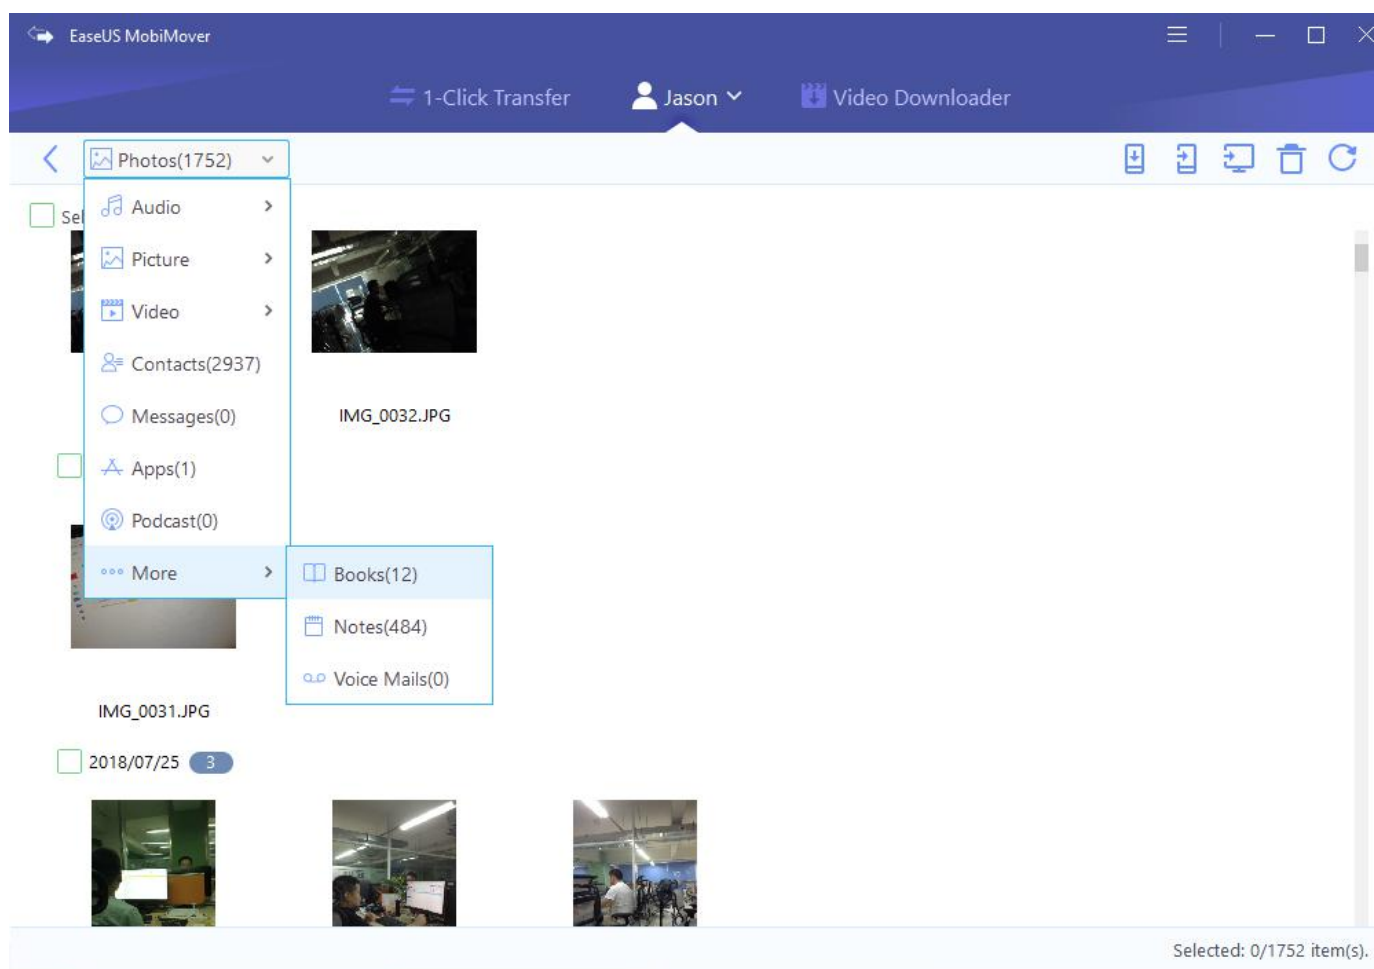 EaseUS MobiMover
1-Click Transfer
Jason
Video Downloader
Photos(1752)
Audio
Sel
Picture
Video
Contacts(2937)
Messages(0)
IMG_0032.JPG
Apps(1)
Podcast(0)
More
Books(12)
Notes(484)
Voice Mails(0)
IMG_0031.JPG
2018/07/25 3
Selected: 0/1752 item(s).